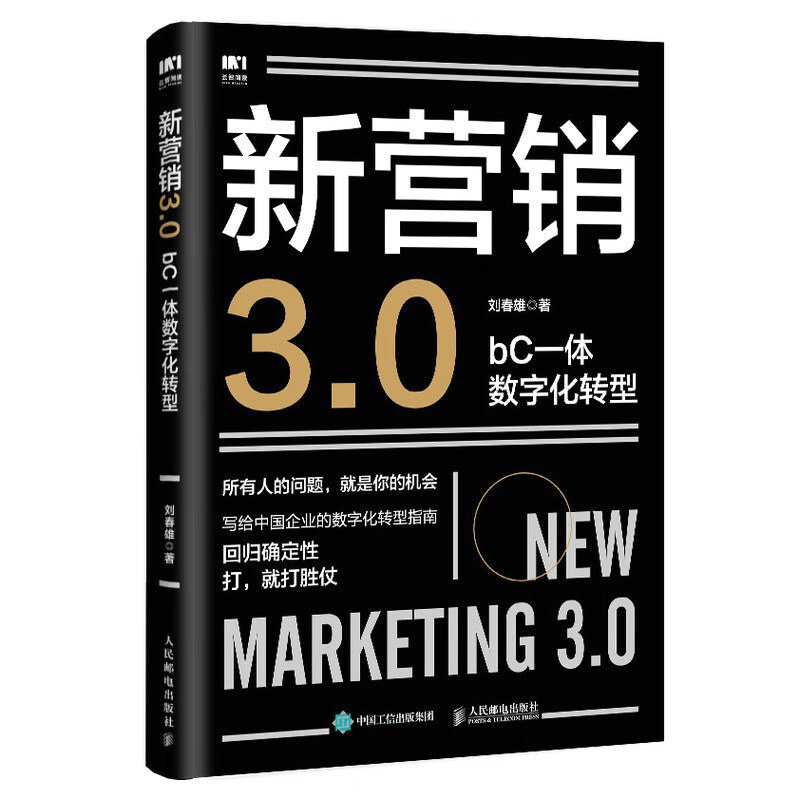 新营销
3.0
刘春雄◎著
bC一体
数字化转型
所有人的问题，就是你的机会
写给中国企业的数字化转型指南
回归确定性
打，就打胜仗
NEW
MARKETING 3.0
中国工信出版集团
人民邮电出版社
POSTS & TELECOM PRESS
新营销3.0
bC一体数字化转型
刘春雄◎著
人民邮电出版社